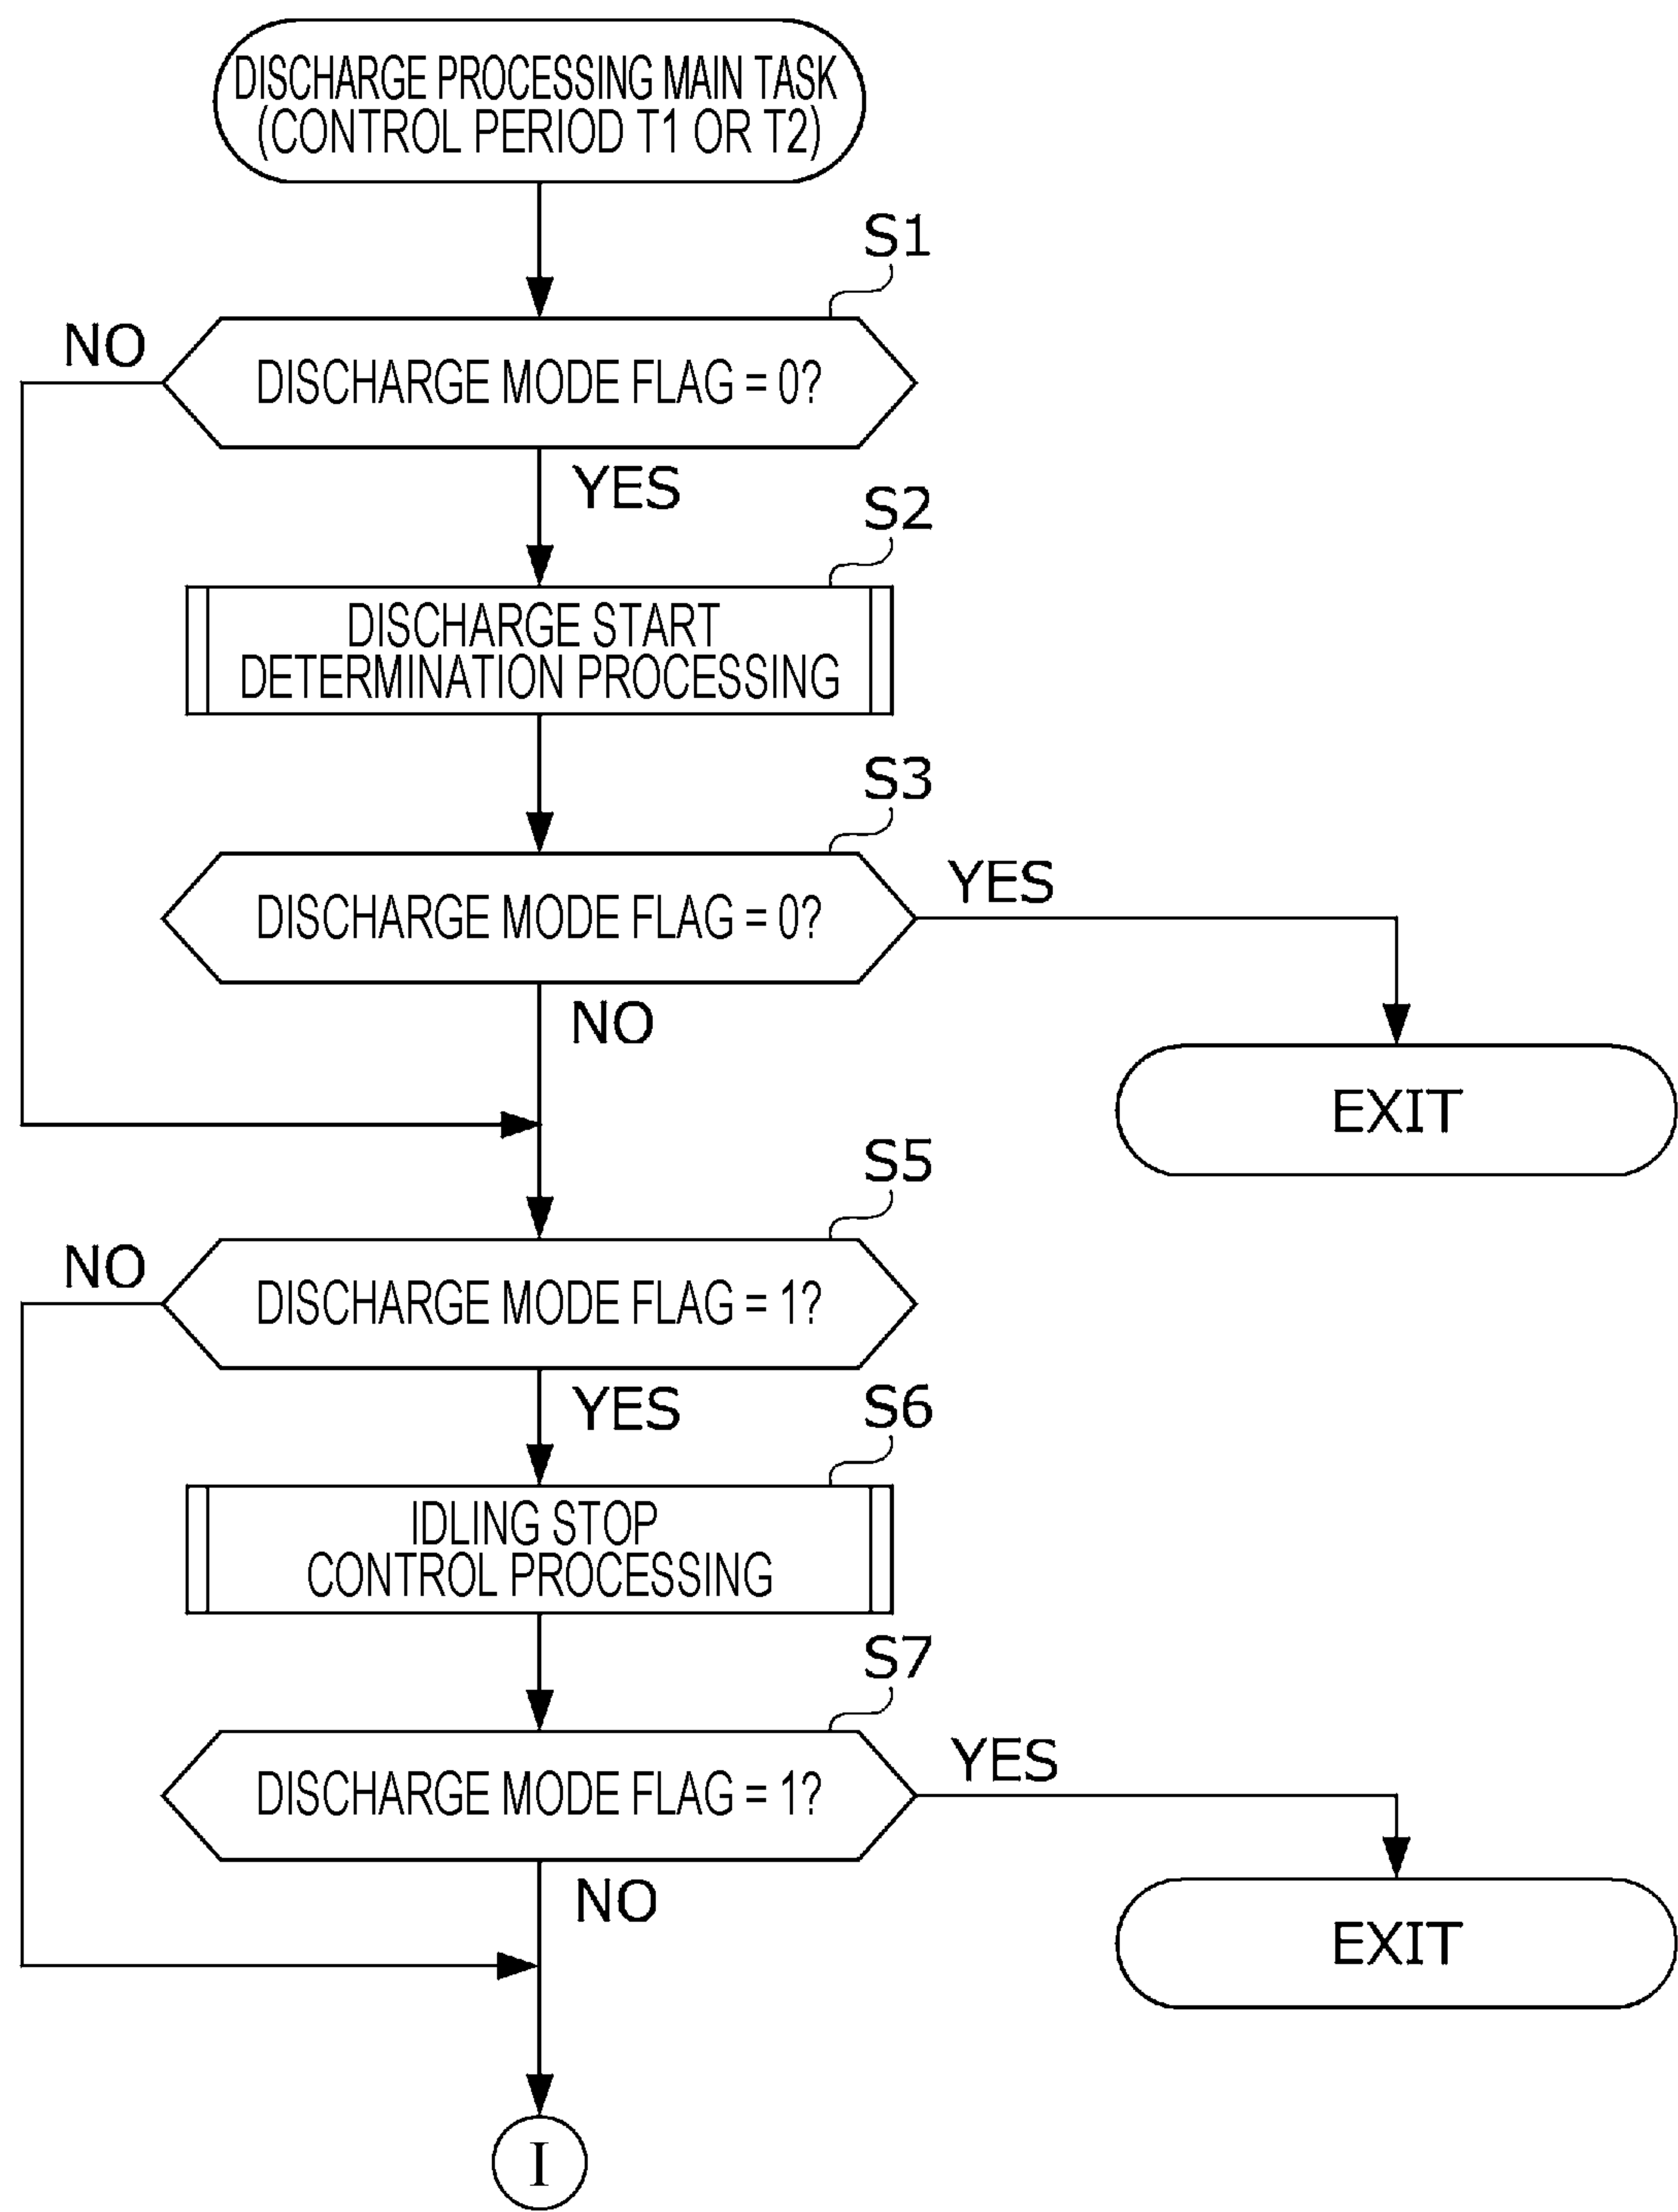 DISCHARGE PROCESSING MAIN TASK
(CONTROL PERIOD T1 OR T2)
S1
NO
DISCHARGE MODE FLAG = 0?
YES
S2
DISCHARGE START
DETERMINATION PROCESSING
S3
DISCHARGE MODE FLAG = 0?
YES
NO
EXIT
S5
NO
DISCHARGE MODE FLAG = 1?
YES
S6
IDLING STOP
CONTROL PROCESSING
S7
DISCHARGE MODE FLAG = 1?
YES
NO
EXIT
I